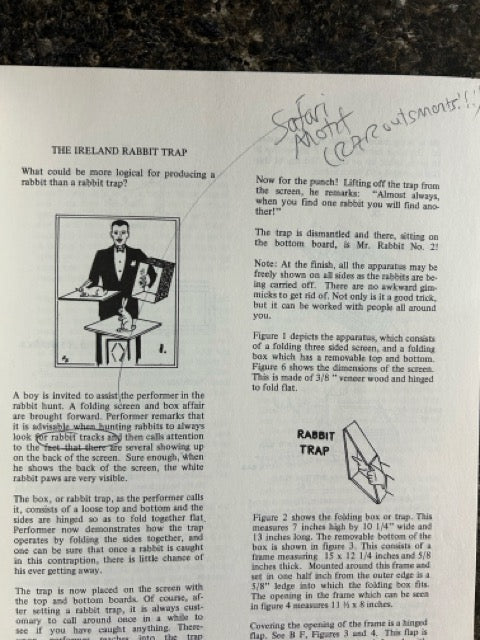 Safari
Motif
THE IRELAND RABBIT TRAP
What could be more logical for producing a
rabbit than a rabbit trap?
1.
A boy is invited to assist the performer in the
rabbit hunt. A folding screen and box affair
are brought forward. Performer remarks that
it is advisable when hunting rabbits to always
look for rabbit tracks and then calls attention
to the fact that there are several showing up
on the back of the screen. Sure enough, when
he shows the back of the screen, the white
rabbit paws are very visible.
The box, or rabbit trap, as the performer calls
it, consists of a loose top and bottom and the
sides are hinged so as to fold together flat.
Performer now demonstrates how the trap
operates by folding the sides together, and
one can be sure that once a rabbit is caught
in this contraption, there is little chance of
his ever getting away.
The trap is now placed on the screen with
the top and bottom boards. Of course, af-
ter setting a rabbit trap, it is always cust-
omary to call around once in a while to
see if you have caught anything. There-
performer reaches into the trap
Now for the punch! Lifting off the trap from
the screen, he remarks: "Almost always,
when you find one rabbit you will find ano-
ther!"
The trap is dismantled and there, sitting on
the bottom board, is Mr. Rabbit No. 2!
Note: At the finish, all the apparatus may be
freely shown on all sides as the rabbits are be-
ing carried off. There are no awkward gim-
micks to get rid of. Not only is it a good trick,
but it can be worked with people all around
you.
Figure 1 depicts the apparatus, which consists
of a folding three sided screen, and a folding
box which has a removable top and bottom.
Figure 6 shows the dimensions of the screen.
This is made of 3/8 " veneer wood and hinged
to fold flat.
RABBIT
TRAP
Figure 2 shows the folding box or trap. This
measures 7 inches high by 10 1/4" wide and
13 inches long. The removable bottom of the
box is shown in figure 3. This consists of a
frame measuring 15 x 12 1/4 inches and 5/8
inches thick. Mounted around this frame and
set in one half inch from the outer edge is a
5/8" ledge into which the folding box fits.
The opening in the frame which can be seen
in figure 4 measures 11 ½ x 8 inches.
Covering the opening of the frame is a hinged
flap. See B F, Figures 3 and 4. This flap is